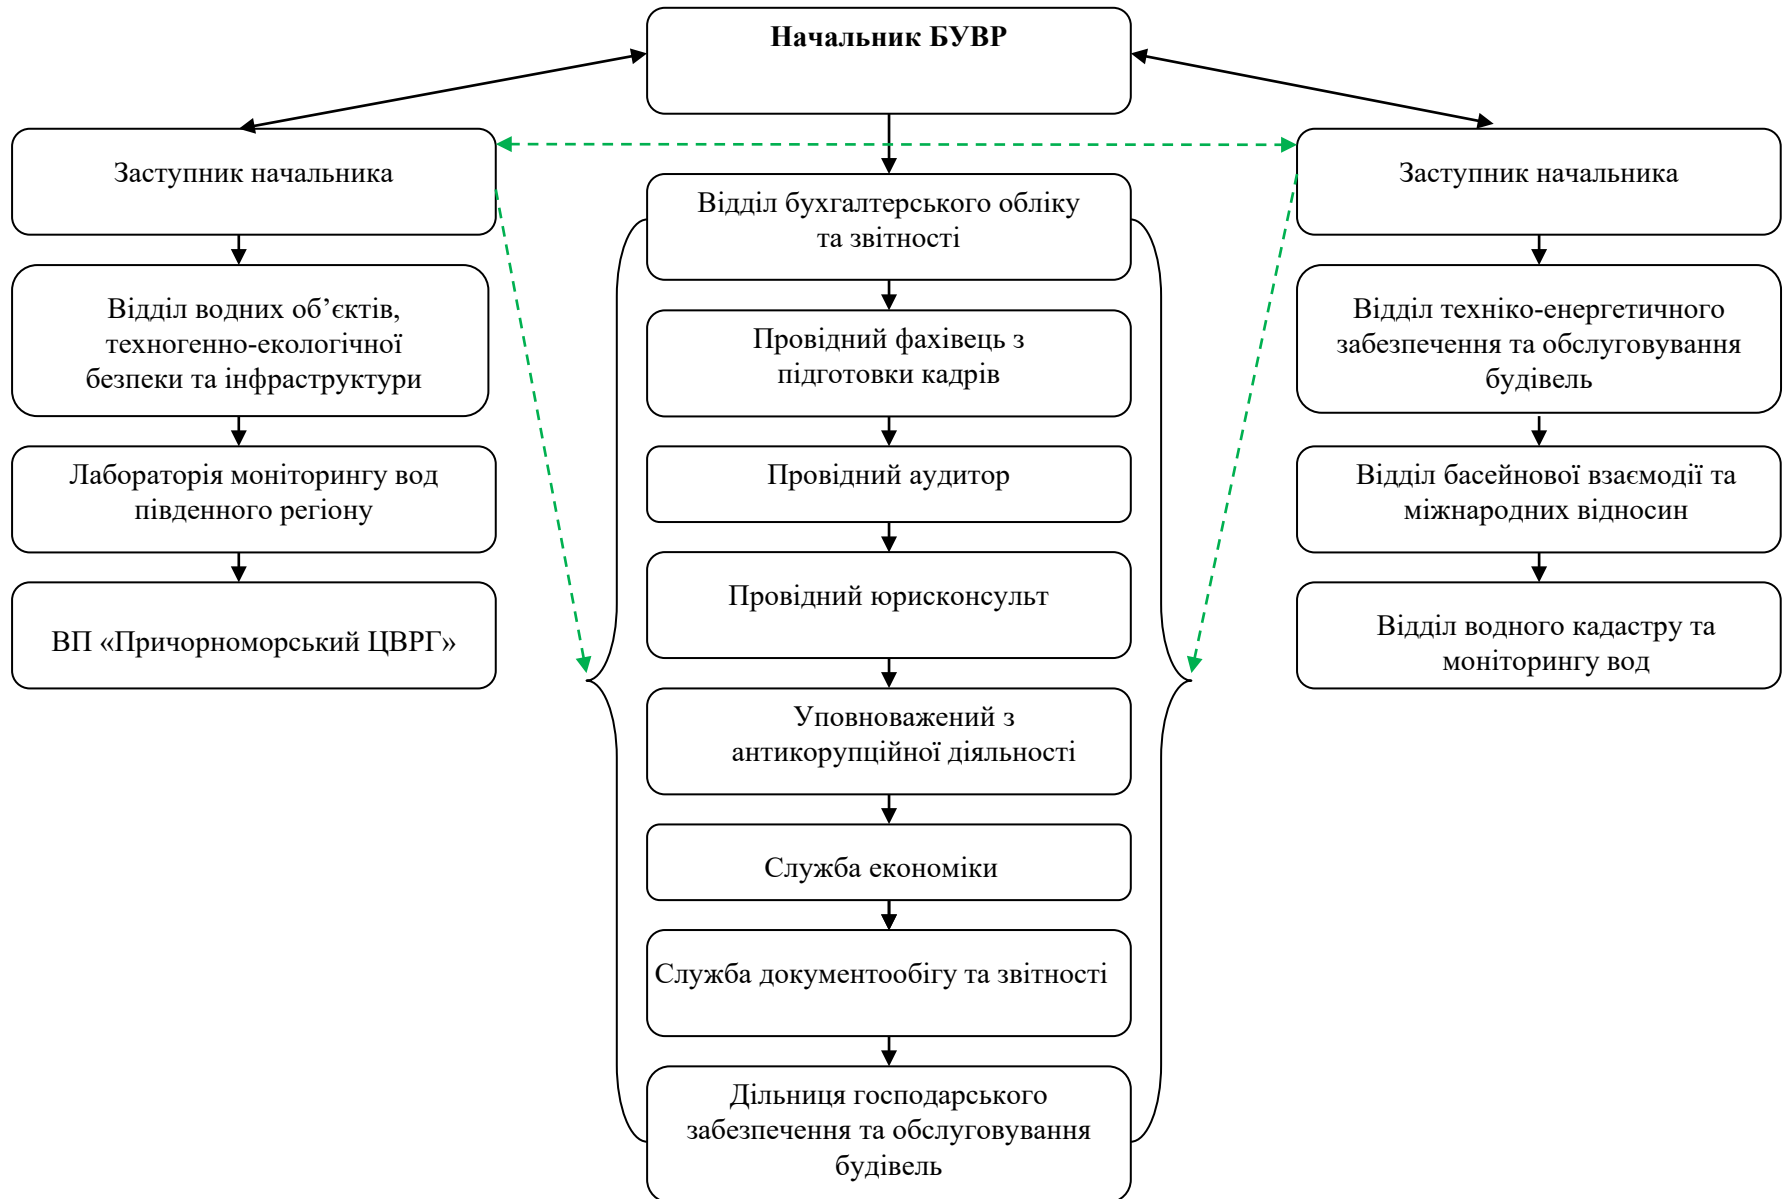 Начальник БУВР
Заступник начальника
Відділ водних об’єктів,
техногенно-екологічної
безпеки та інфраструктури
Лабораторія моніторингу вод
південного регіону
ВП «Причорноморський ЦВРГ»
Відділ бухгалтерського обліку
та звітності
Провідний фахівець з
підготовки кадрів
Провідний аудитор
Провідний юрисконсульт
Уповноважений з
антикорупційної діяльності
Служба економіки
Служба документообігу та звітності
Дільниця господарського
забезпечення та обслуговування
будівель
Заступник начальника
Відділ техніко-енергетичного
забезпечення та обслуговування
будівель
Відділ басейнової взаємодії та
міжнародних відносин
Відділ водного кадастру та
моніторингу вод